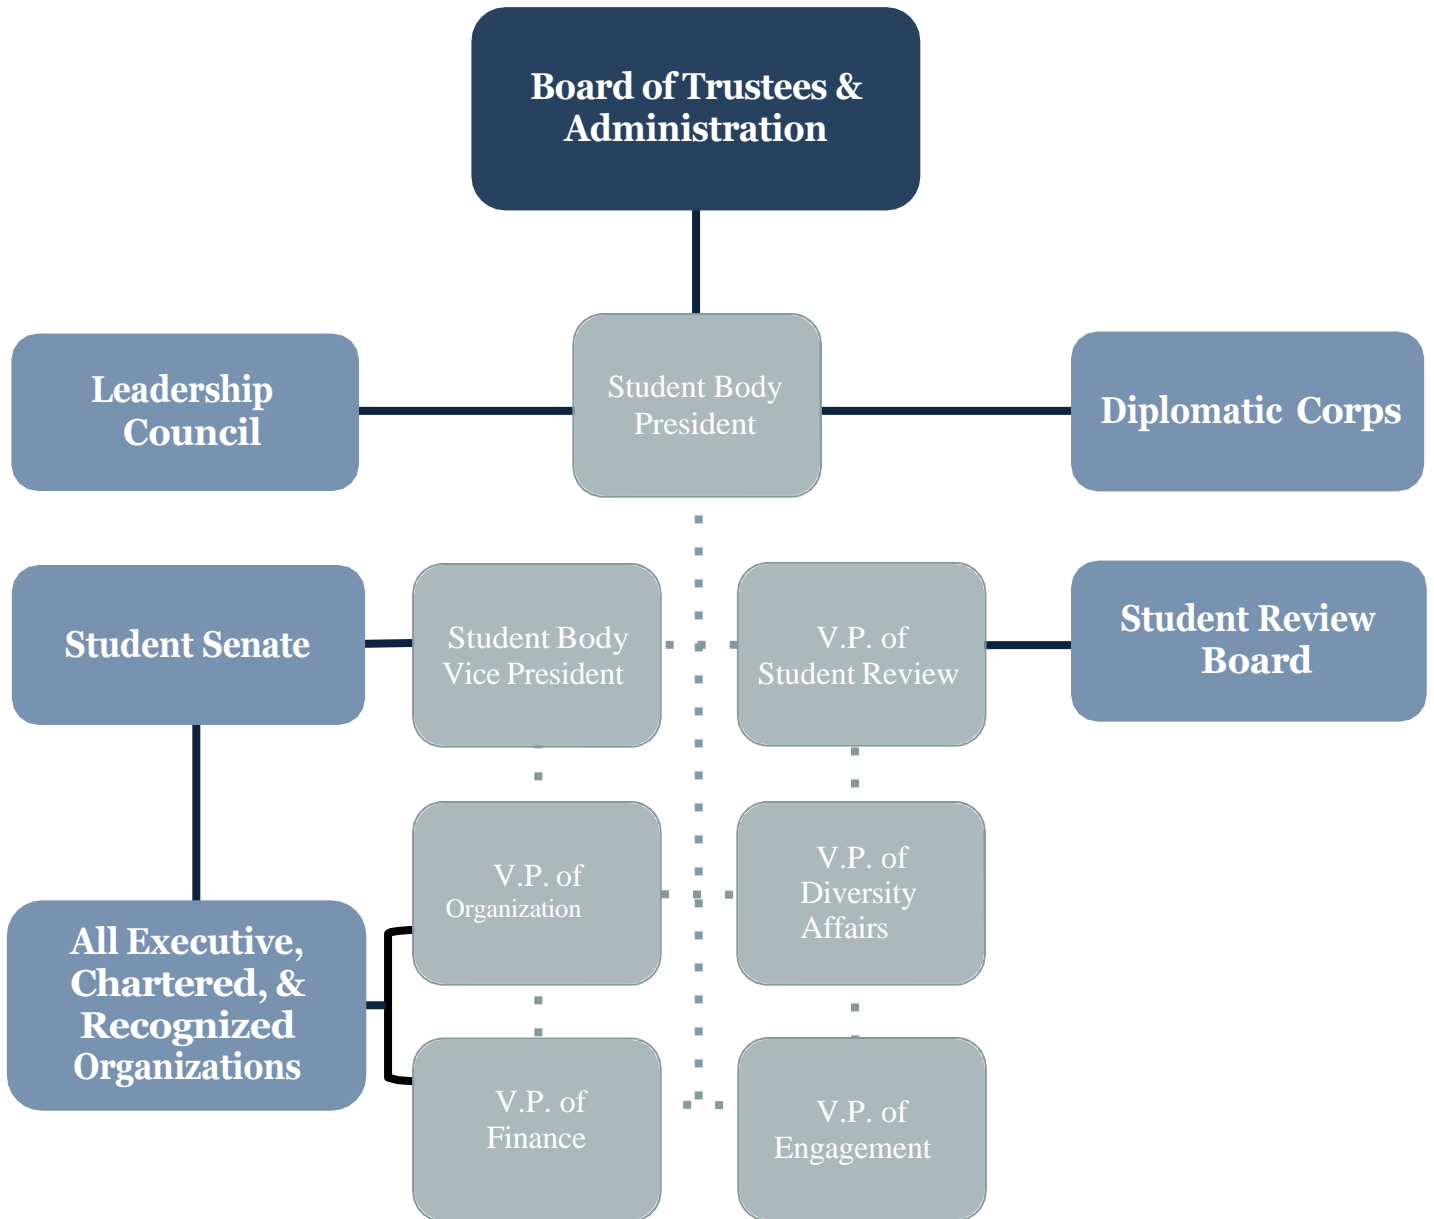 Board of Trustees &
Administration
Leadership
Council
Student Body
President
Diplomatic Corps
Student Senate
Student Body
Vice President
V.P. of
Student Review
Student Review
Board
V.P. of
Organization
V.P. of
Diversity
Affairs
All Executive,
Chartered, &
Recognized
Organizations
V.P. of
Finance
V.P. of
Engagement